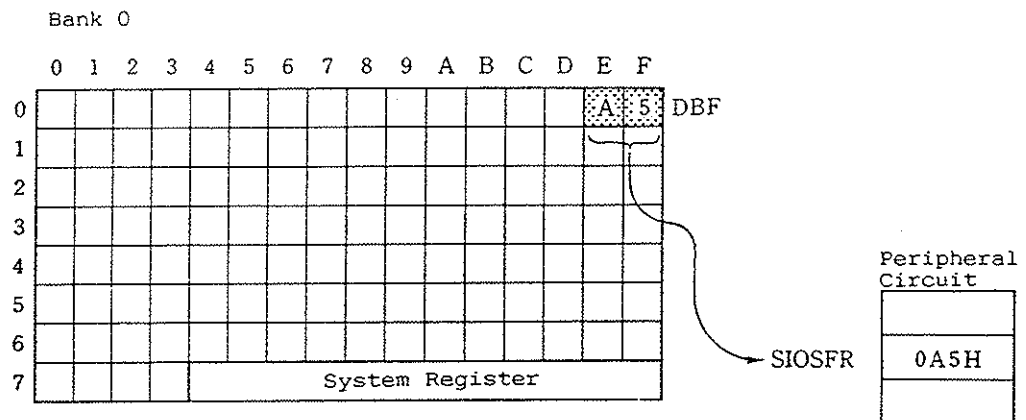 Bank 0
0 1 2 3 4 5 6 7 8 9 A B C D E F
0 A 5 DBF
1
2
3
4
5
6
7 System Register
Peripheral
Circuit
SIOSFR 0A5H